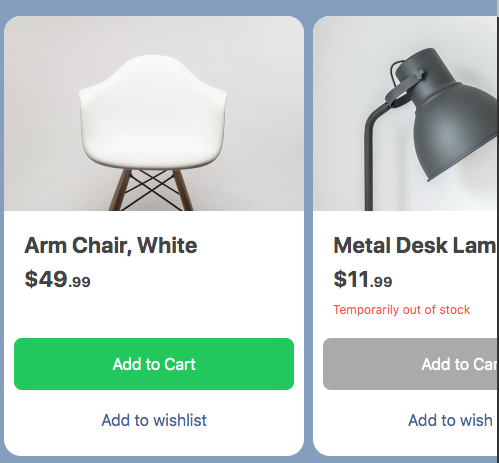 Arm Chair, White
$49.99
Add to Cart
Add to wishlist
Metal Desk Lam
$11.99
Temporarily out of stock
Add to Car
Add to wish